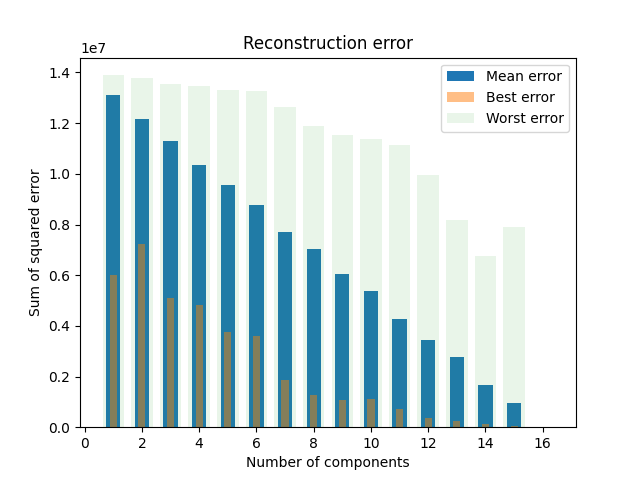 Reconstruction error
1e7
1.4
1.2
1.0
0.8
0.6
0.4
0.2
0.0
Sum of squared error
Mean error
Best error
Worst error
0 2 4 6 8 10 12 14 16
Number of components